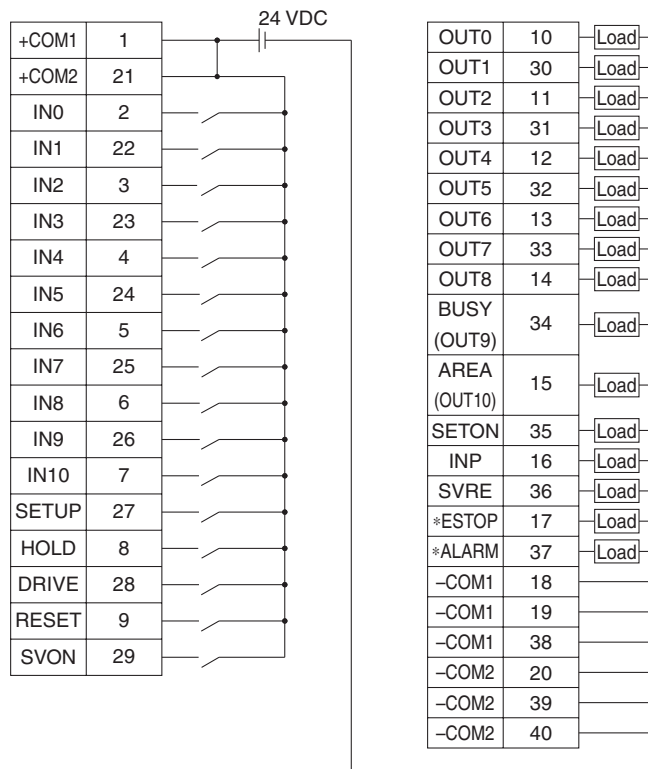 24 VDC
+COM1 1
+COM2 21
IN0 2
IN1 22
IN2 3
IN3 23
IN4 4
IN5 24
IN6 5
IN7 25
IN8 6
IN9 26
IN10 7
SETUP 27
HOLD 8
DRIVE 28
RESET 9
SVON 29
OUT0 10 Load
OUT1 30 Load
OUT2 11 Load
OUT3 31 Load
OUT4 12 Load
OUT5 32 Load
OUT6 13 Load
OUT7 33 Load
OUT8 14 Load
BUSY
(OUT9) 34 Load
AREA
(OUT10) 15 Load
SETON 35 Load
INP 16 Load
SVRE 36 Load
*ESTOP 17 Load
*ALARM 37 Load
–COM1 18
–COM1 19
–COM1 38
–COM2 20
–COM2 39
–COM2 40